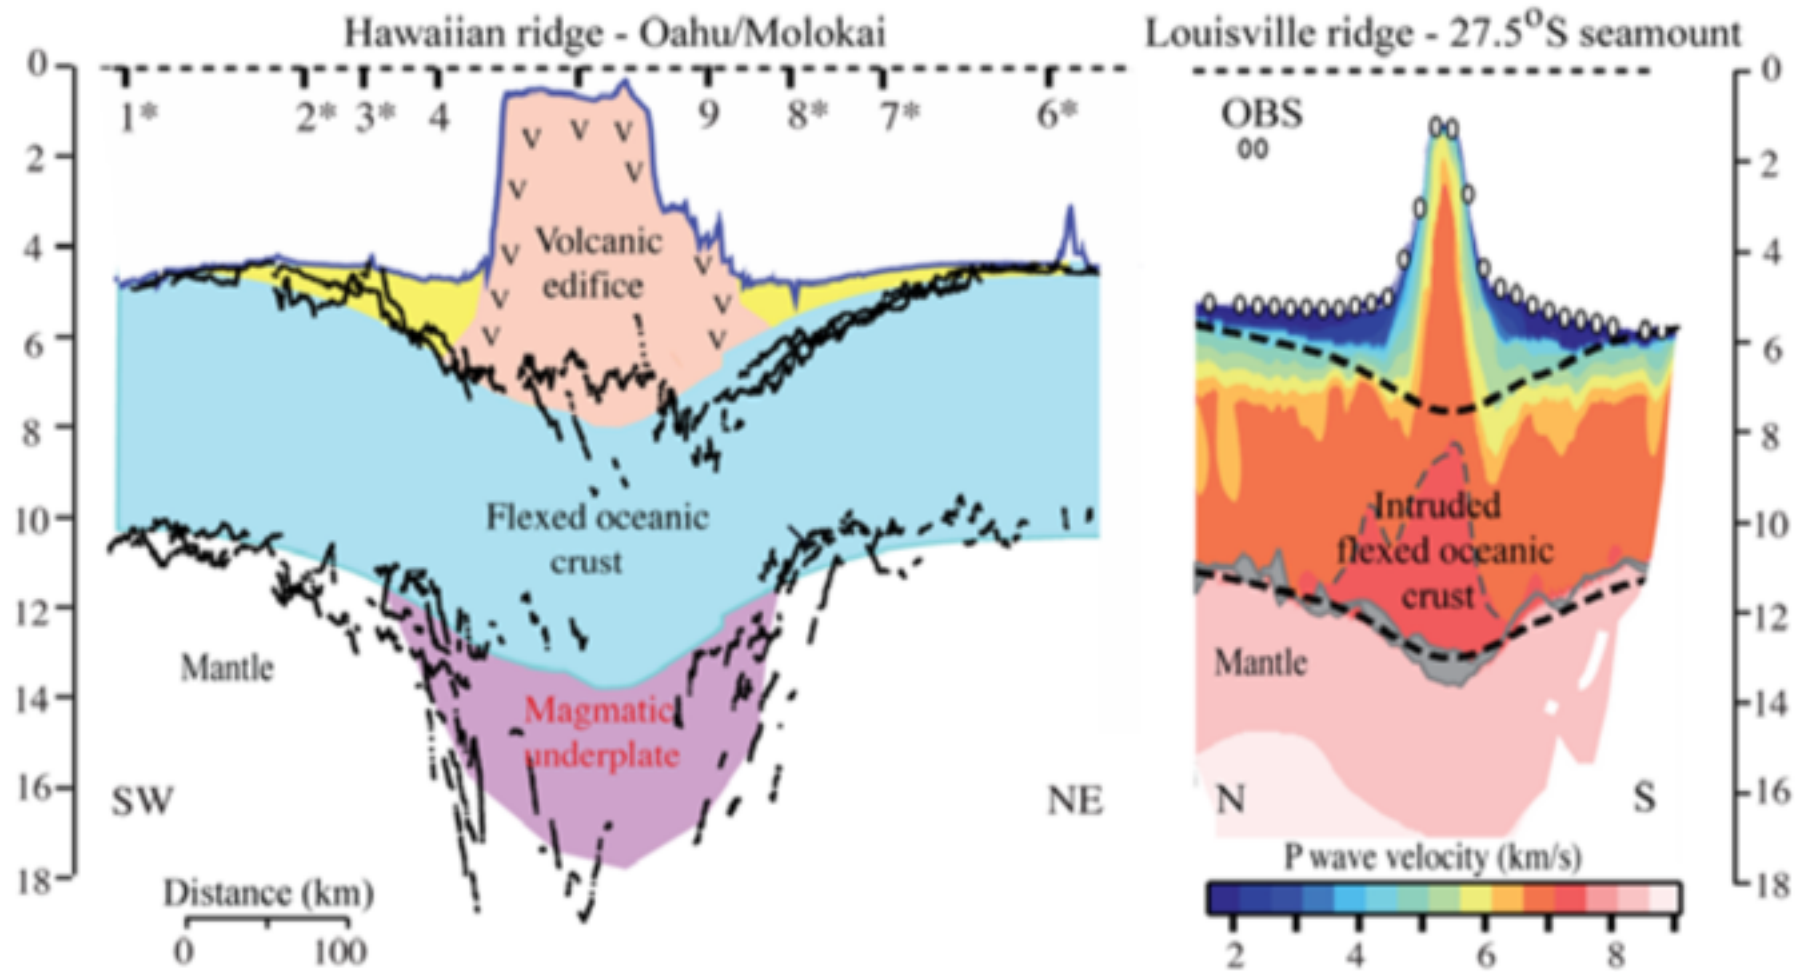 Hawaiian ridge - Oahu/Molokai
Louisville ridge - 27.5°S seamount
0
2
4
6
8
10
12
14
16
18
1*
2*
3*
4
9
8*
7*
6*
v v v
v
v
v v
v v
v v
Volcanic
edifice
Flexed oceanic
crust
Mantle
Magmatic
underplate
SW
NE
Distance (km)
0 100
OBS
Intruded
flexed oceanic
crust
Mantle
N
S
0
2
4
6
8
10
12
14
16
18
P wave velocity (km/s)
2 4 6 8